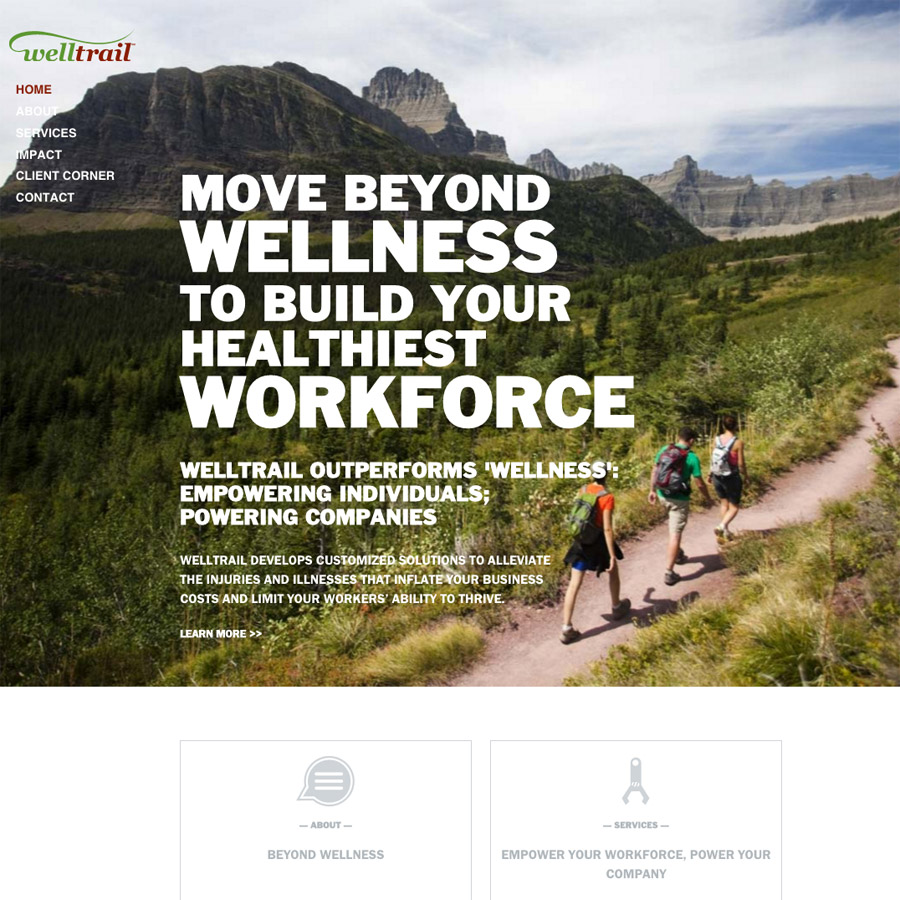 welltrail
HOME
ABOUT
SERVICES
IMPACT
CLIENT CORNER
CONTACT
MOVE BEYOND
WELLNESS
TO BUILD YOUR
HEALTHIEST
WORKFORCE
WELLTRAIL OUTPERFORMS 'WELLNESS':
EMPOWERING INDIVIDUALS;
POWERING COMPANIES
WELLTRAIL DEVELOPS CUSTOMIZED SOLUTIONS TO ALLEVIATE
THE INJURIES AND ILLNESSES THAT INFLATE YOUR BUSINESS
COSTS AND LIMIT YOUR WORKERS' ABILITY TO THRIVE.
LEARN MORE >>
— ABOUT —
BEYOND WELLNESS
— SERVICES —
EMPOWER YOUR WORKFORCE, POWER YOUR
COMPANY